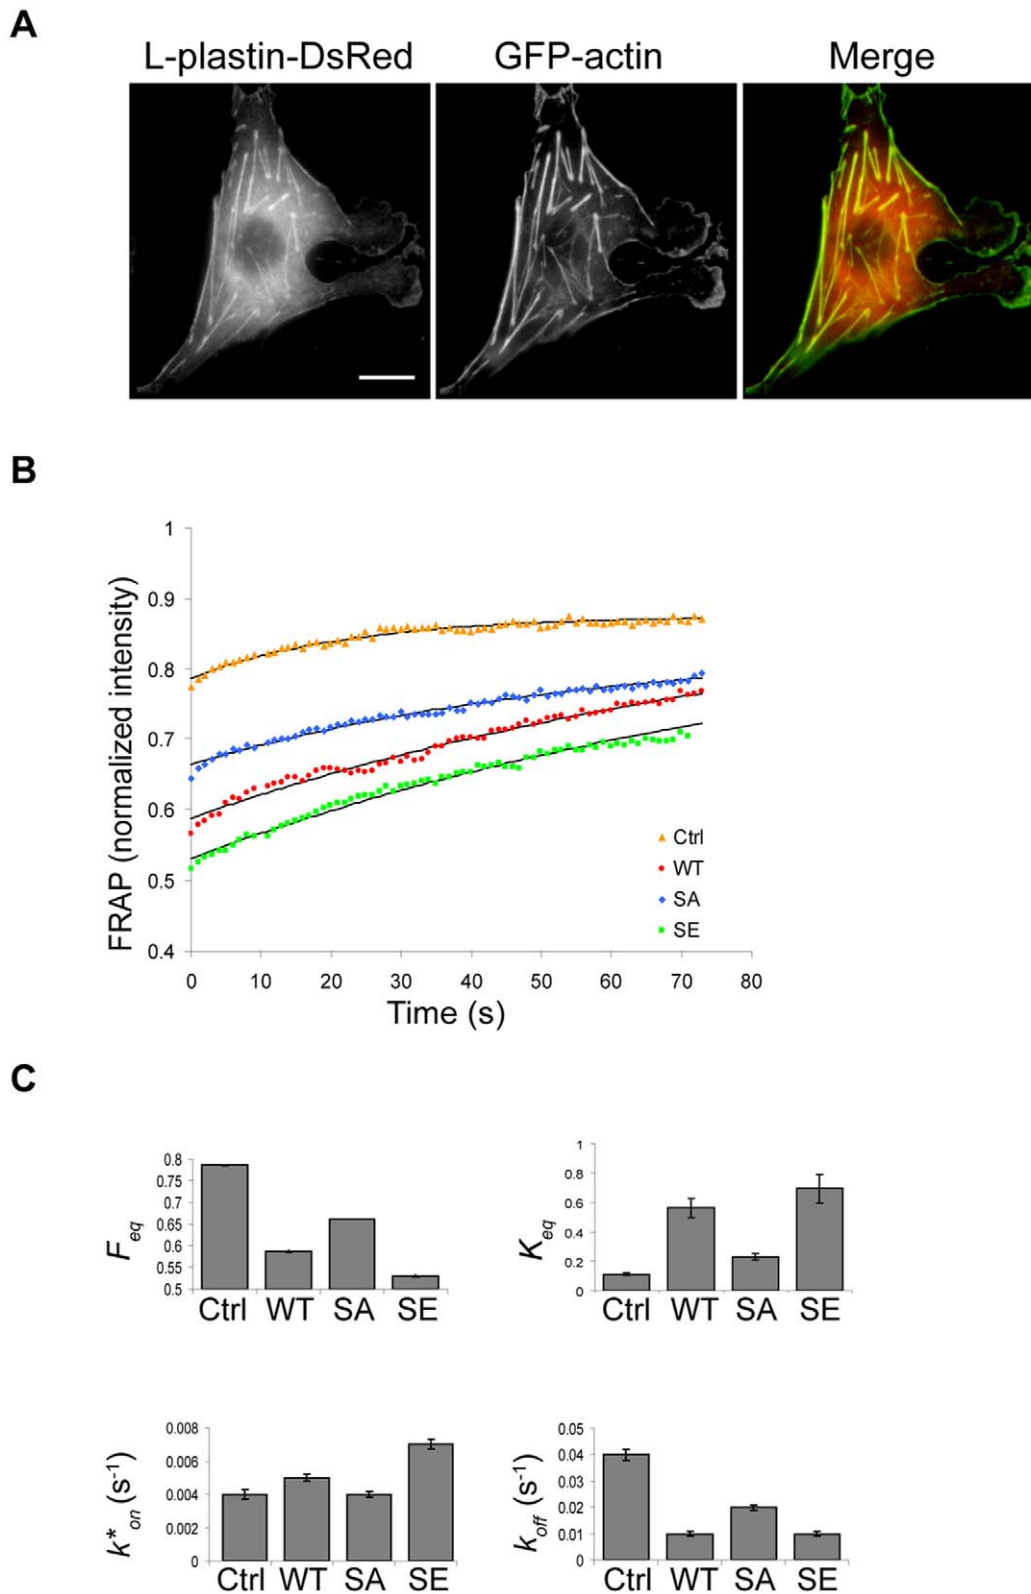 A
L-plastin-DsRed GFP-actin Merge
B
1
0.9
0.8
0.7
0.6
0.5
0.4
FRAP (normalized intensity)
Ctrl
WT
SA
SE
0 10 20 30 40 50 60 70 80
Time (s)
C
0.8
0.75
0.7
0.65
0.6
0.55
0.5
F eq
Ctrl WT SA SE
1
0.8
0.6
0.4
0.2
0
K eq
Ctrl WT SA SE
0.008
0.006
0.004
0.002
0
k* on (s-1)
Ctrl WT SA SE
0.05
0.04
0.03
0.02
0.01
0
k off (s-1)
Ctrl WT SA SE